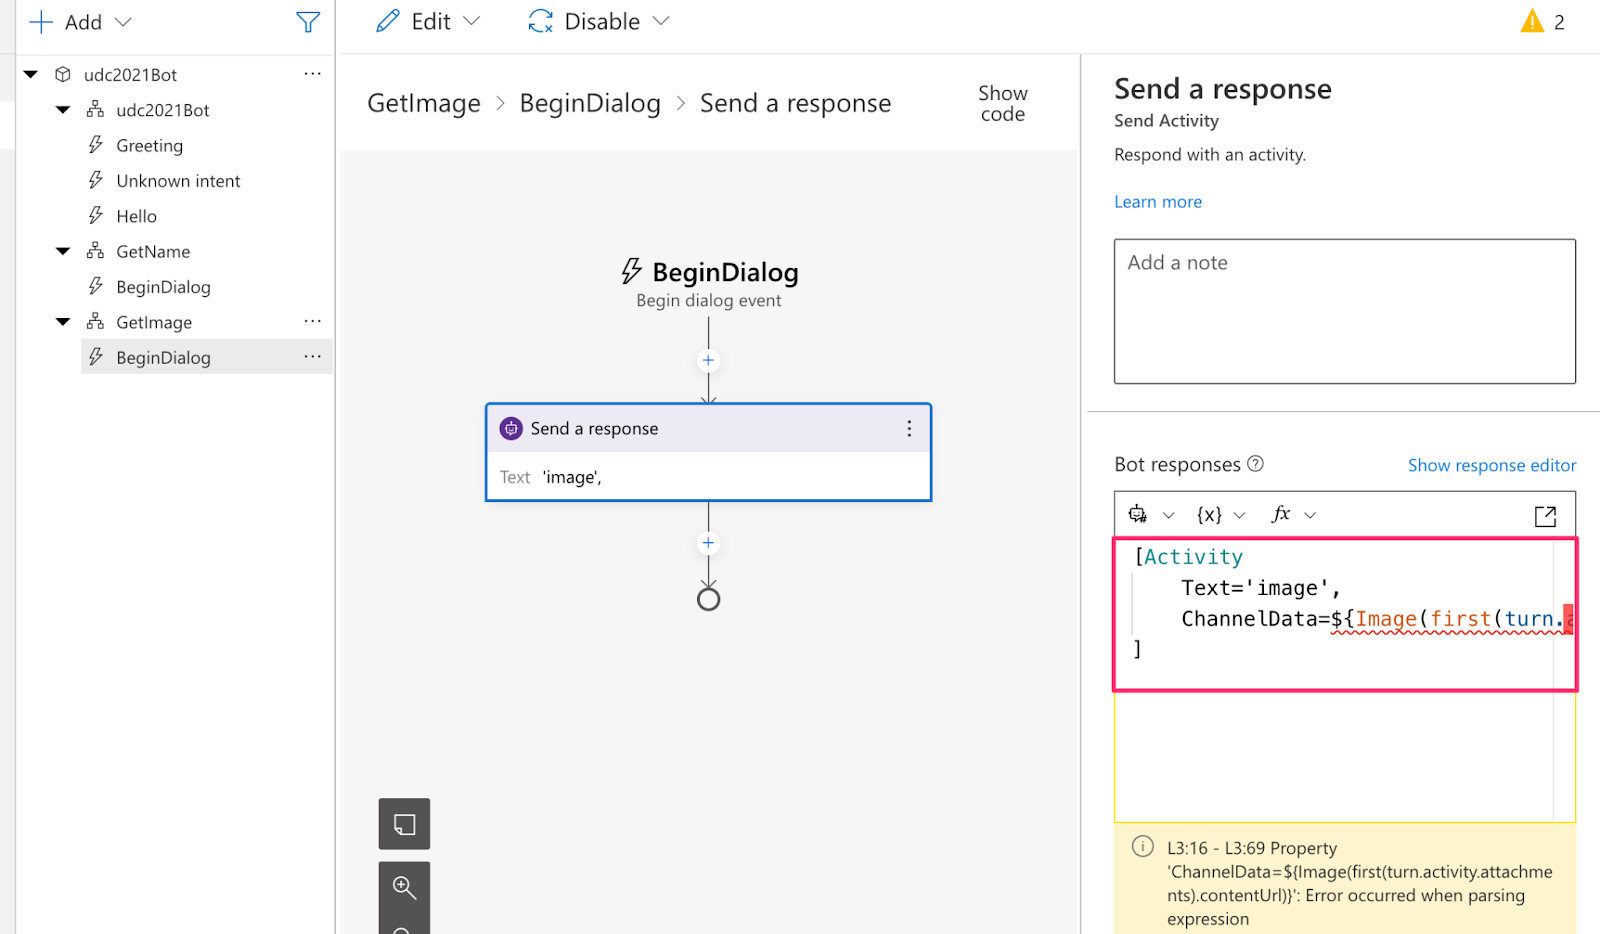 Add
Edit
Disable
2
udc2021Bot
udc2021Bot
Greeting
Unknown intent
Hello
GetName
BeginDialog
GetImage
BeginDialog
GetImage > BeginDialog > Send a response
Show
code
BeginDialog
Begin dialog event
Send a response
Text 'image',
Send a response
Send Activity
Respond with an activity.
Learn more
Add a note
Bot responses
Show response editor
{x}
fx
[Activity
Text='image',
ChannelData=${Image(first(turn.a
]
L3:16 - L3:69 Property
'ChannelData=${Image(first(turn.activity.attachme
nts).contentUrl)}': Error occurred when parsing
expression